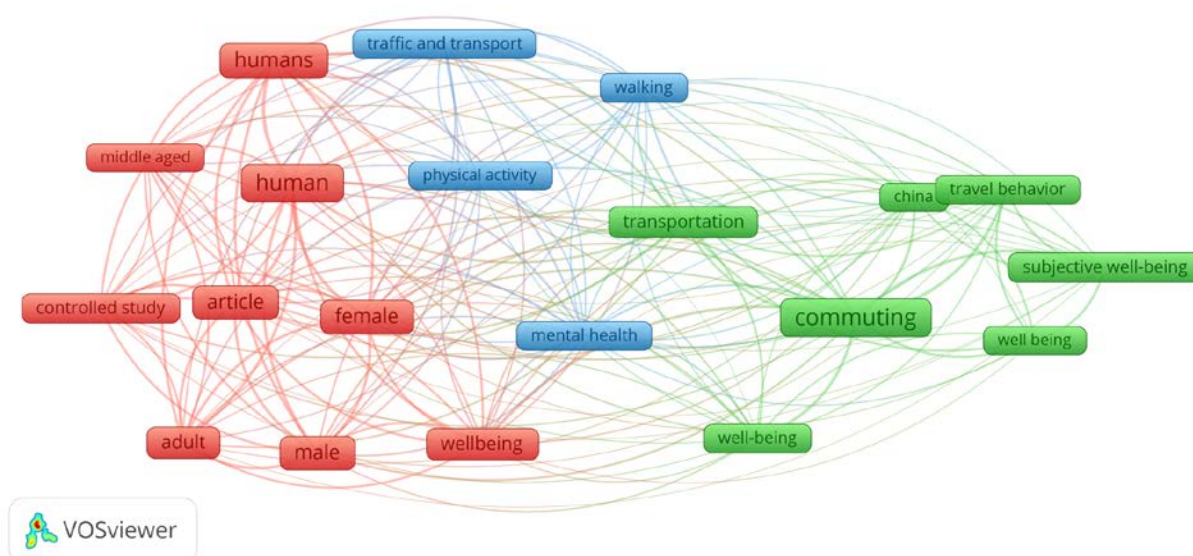 humans
traffic and transport
walking
middle aged
human
physical activity
transportation
china
travel behavior
subjective well-being
controlled study
article
female
mental health
commuting
well being
adult
male
wellbeing
well-being
VOSviewer